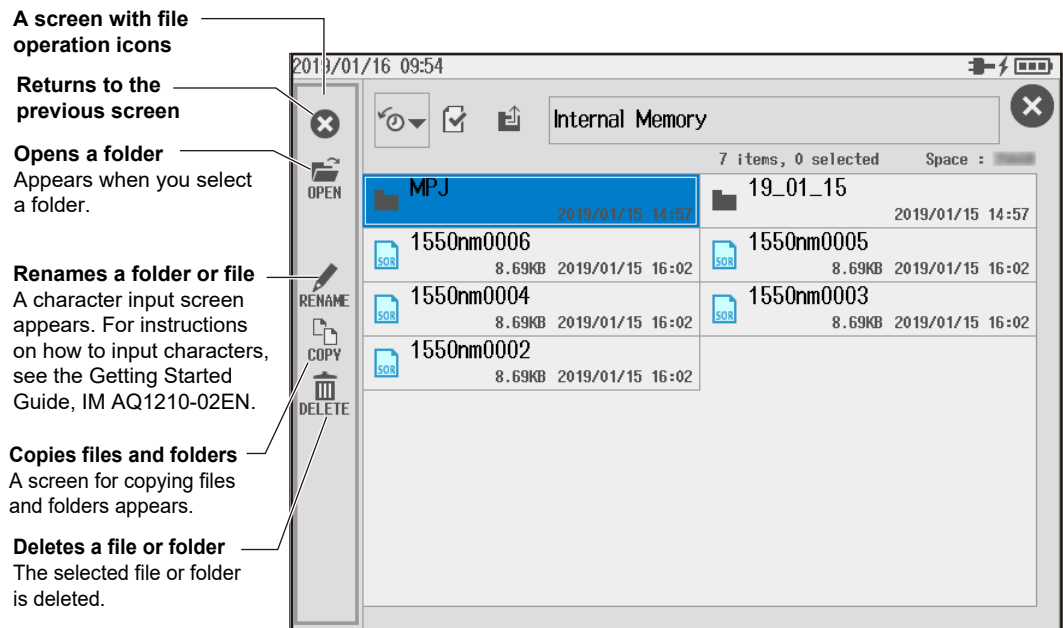 A screen with file
operation icons
Returns to the
previous screen
Opens a folder
Appears when you select
a folder.
Renames a folder or file
A character input screen
appears. For instructions
on how to input characters,
see the Getting Started
Guide, IM AQ1210-02EN.
Copies files and folders
A screen for copying files
and folders appears.
Deletes a file or folder
The selected file or folder
is deleted.
2019/01/16 09:54
Internal Memory
7 items, 0 selected Space :
OPEN
RENAME
COPY
DELETE
MPJ
2019/01/15 14:57
19_01_15
2019/01/15 14:57
SOR 1550nm0006
8.69KB 2019/01/15 16:02
SOR 1550nm0005
8.69KB 2019/01/15 16:02
SOR 1550nm0004
8.69KB 2019/01/15 16:02
SOR 1550nm0003
8.69KB 2019/01/15 16:02
SOR 1550nm0002
8.69KB 2019/01/15 16:02